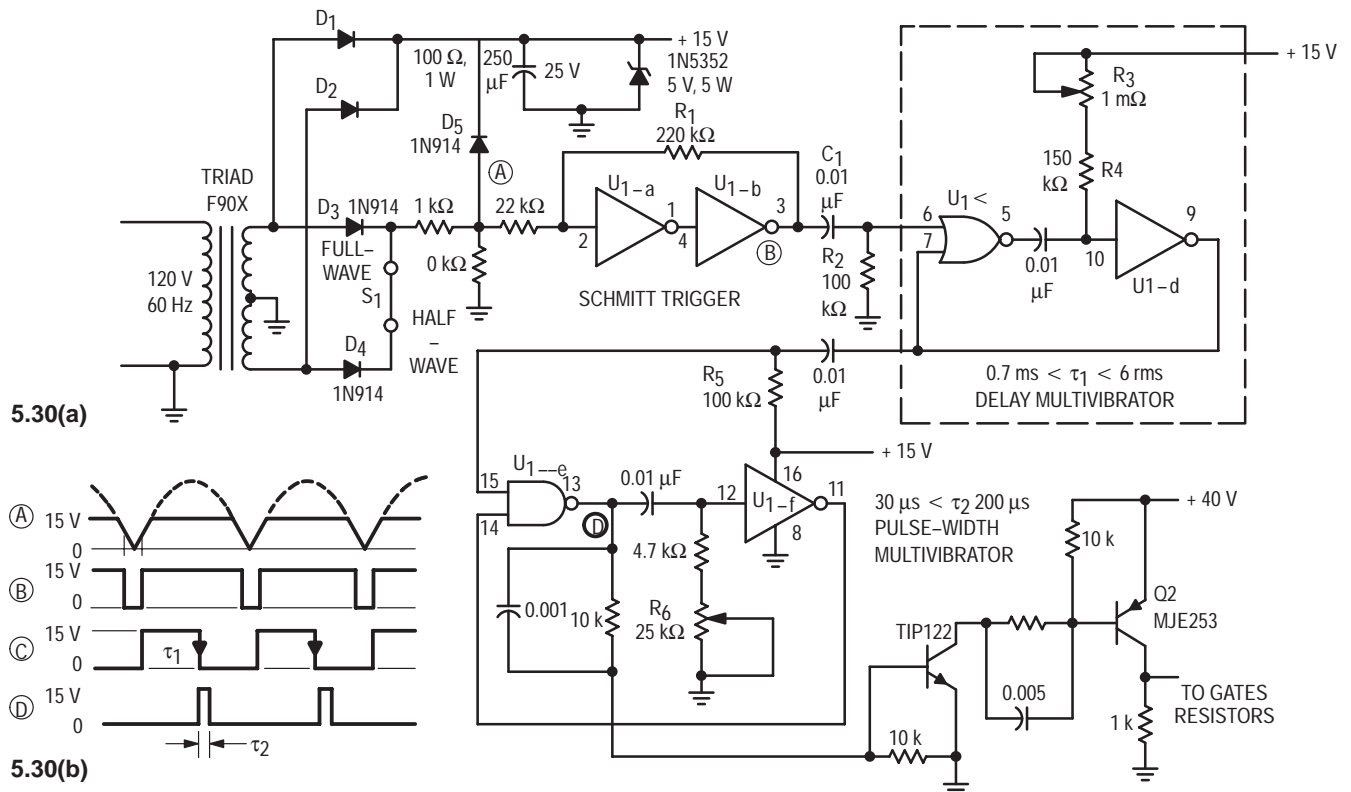 D1
D2
100 Ω,
1 W
250
μF
25 V
+ 15 V
1N5352
5 V, 5 W
D5
1N914
A
R1
220 kΩ
TRIAD
F90X
120 V
60 Hz
D3 1N914
FULL–
WAVE
S1
HALF
–
WAVE
D4
1N914
1 kΩ
0 kΩ
22 kΩ
U1–a
2
1
U1–b
4
3
B
SCHMITT TRIGGER
C1
0.01
μF
R2
100
kΩ
+ 15 V
R3
1 mΩ
150
kΩ
R4
U1 <
6
7
5
0.01
μF
10
9
U1–d
0.7 ms < τ1 < 6 rms
DELAY MULTIVIBRATOR
0.01
μF
R5
100 kΩ
+ 15 V
5.30(a)
U1––e
15
14
13
D
0.01 μF
12
16
U1–f
11
8
30 μs < τ2 200 μs
PULSE–WIDTH
MULTIVIBRATOR
0.001
10 k
4.7 kΩ
R6
25 kΩ
+ 40 V
10 k
Q2
MJE253
TIP122
0.005
10 k
1 k
TO GATES
RESISTORS
A 15 V
0
B 15 V
0
C 15 V
0
τ1
D 15 V
0
τ2
5.30(b)